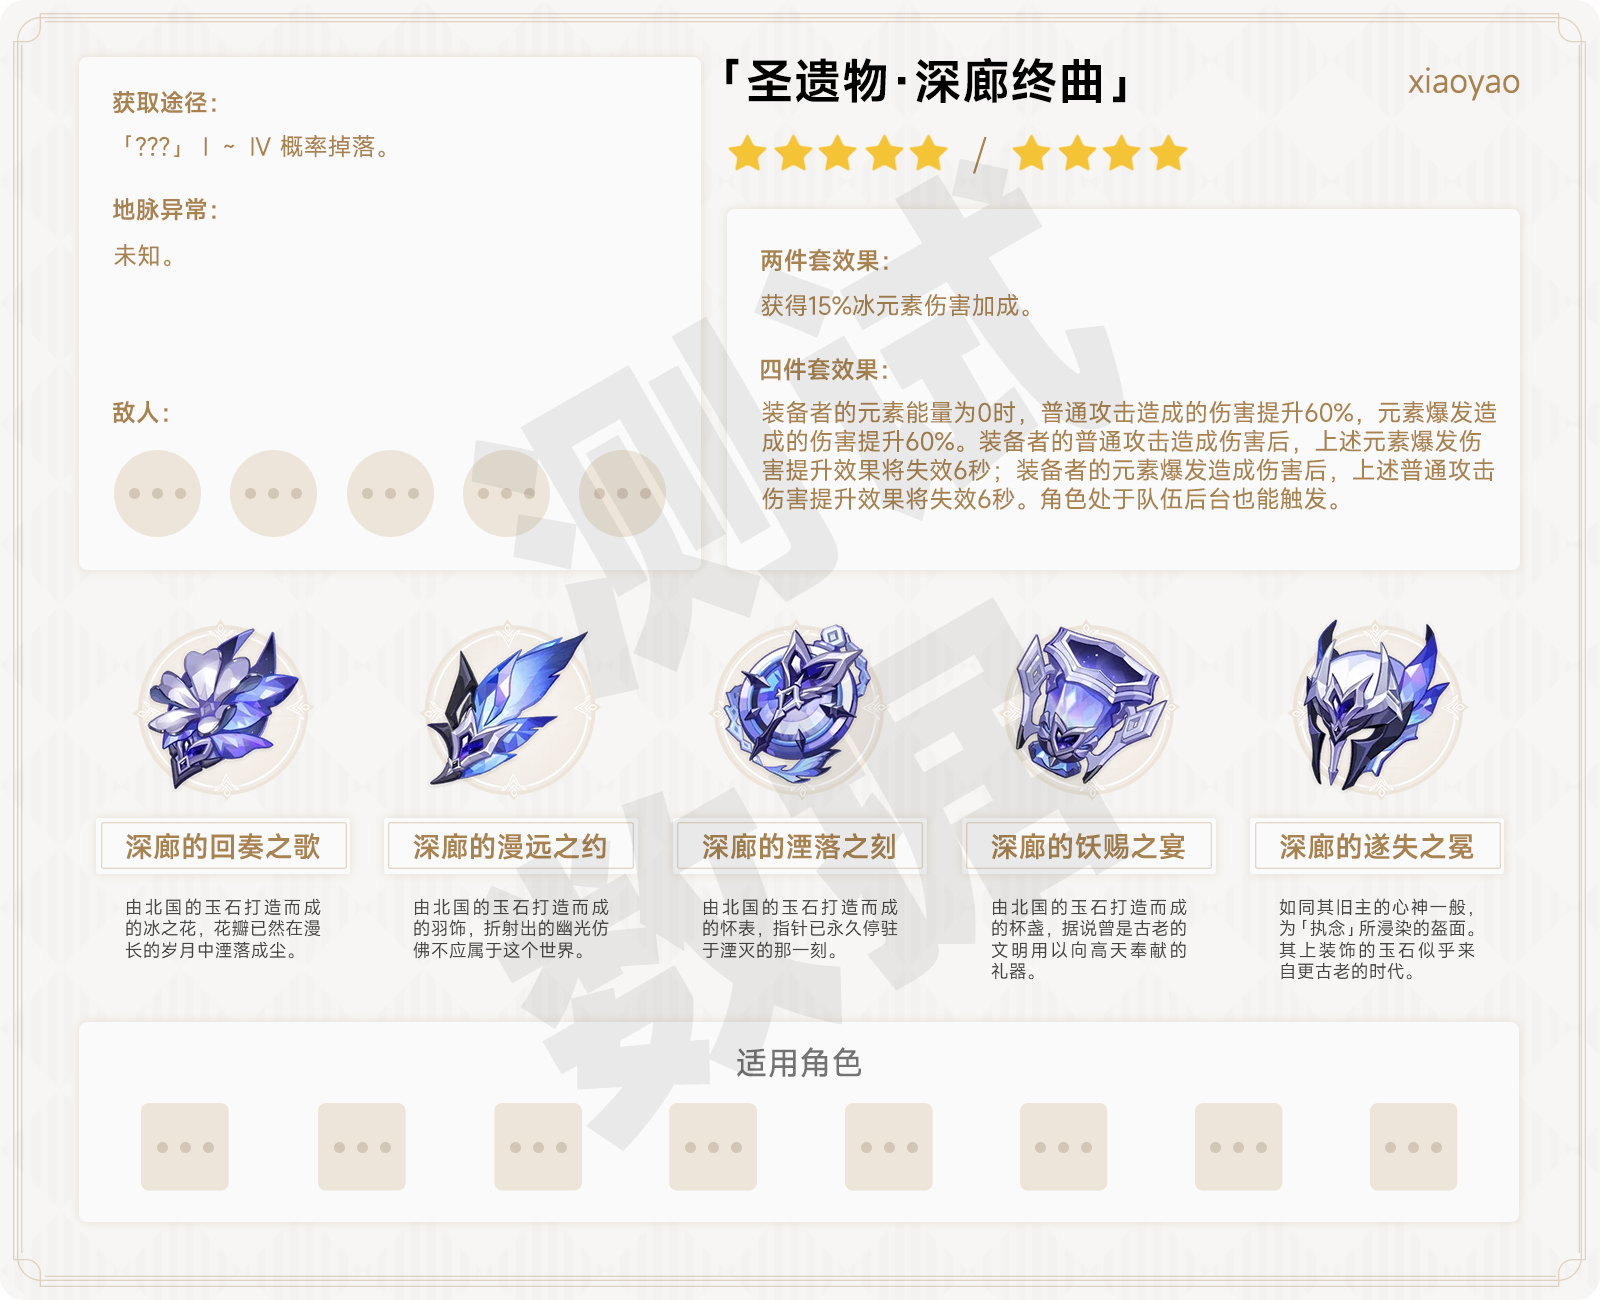 获取途径：
「???」Ⅰ ~ Ⅳ 概率掉落。
地脉异常：
未知。
敌人：
「圣遗物·深廊终曲」
xiaoyao
/
两件套效果：
获得15%冰元素伤害加成。
四件套效果：
装备者的元素能量为0时，普通攻击造成的伤害提升60%，元素爆发造
成的伤害提升60%。装备者的普通攻击造成伤害后，上述元素爆发伤
害提升效果将失效6秒；装备者的元素爆发造成伤害后，上述普通攻击
伤害提升效果将失效6秒。角色处于队伍后台也能触发。
测试
数据
深廊的回奏之歌
由北国的玉石打造而成
的冰之花，花瓣已然在漫
长的岁月中湮落成尘。
深廊的漫远之约
由北国的玉石打造而成
的羽饰，折射出的幽光仿
佛不应属于这个世界。
深廊的湮落之刻
由北国的玉石打造而成
的怀表，指针已永久停驻
于湮灭的那一刻。
深廊的饫赐之宴
由北国的玉石打造而成
的杯盏，据说曾是古老的
文明用以向高天奉献的
礼器。
深廊的遂失之冕
如同其旧主的心神一般，
为「执念」所浸染的盔面。
其上装饰的玉石似乎来
自更古老的时代。
适用角色